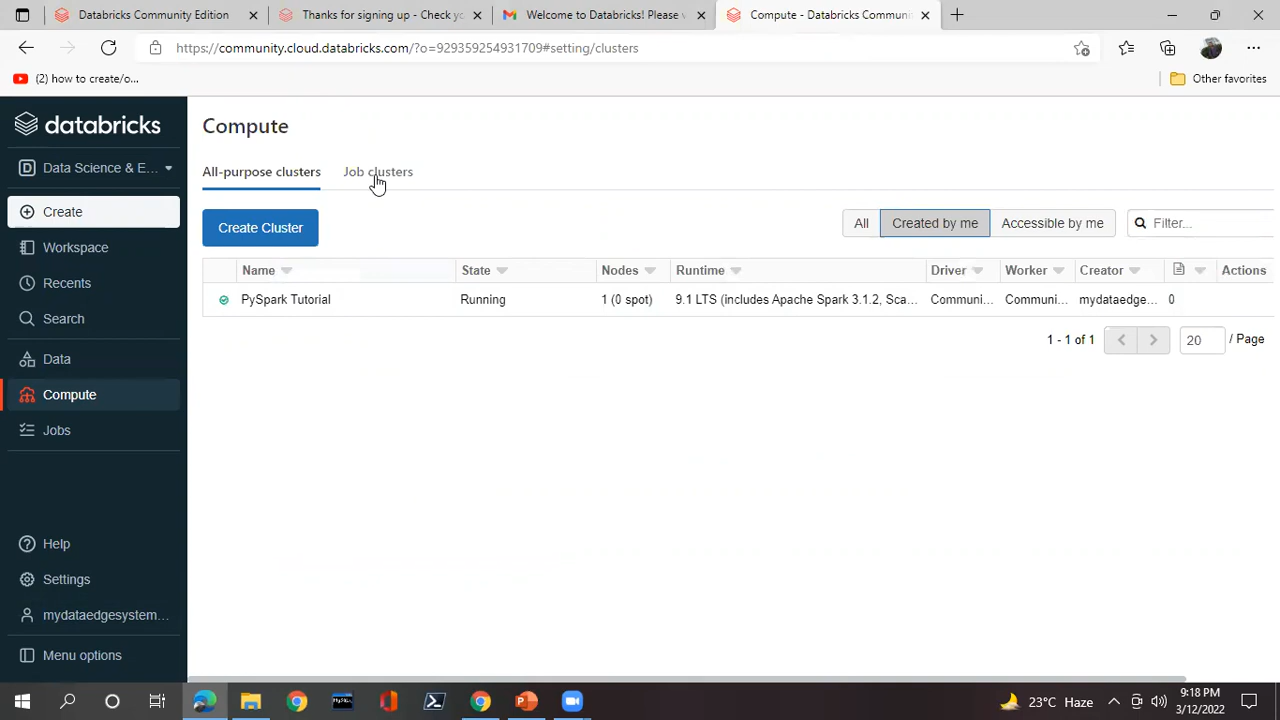 Databricks Community Edition
Thanks for signing up - Check yo
Welcome to Databricks! Please v
Compute - Databricks Communi
https://community.cloud.databricks.com/?o=929359254931709#setting/clusters
(2) how to create/o...
Other favorites
databricks
Data Science & E...
Create
Workspace
Recents
Search
Data
Compute
Jobs
Help
Settings
mydataedgesystem...
Menu options
Compute
All-purpose clusters
Job clusters
Create Cluster
All
Created by me
Accessible by me
Filter...
Name
State
Nodes
Runtime
Driver
Worker
Creator
Actions
PySpark Tutorial
Running
1 (0 spot)
9.1 LTS (includes Apache Spark 3.1.2, Sca...
Communi...
Communi...
mydataedge...
0
1 - 1 of 1
20
/ Page
23°C Haze
9:18 PM
3/12/2022